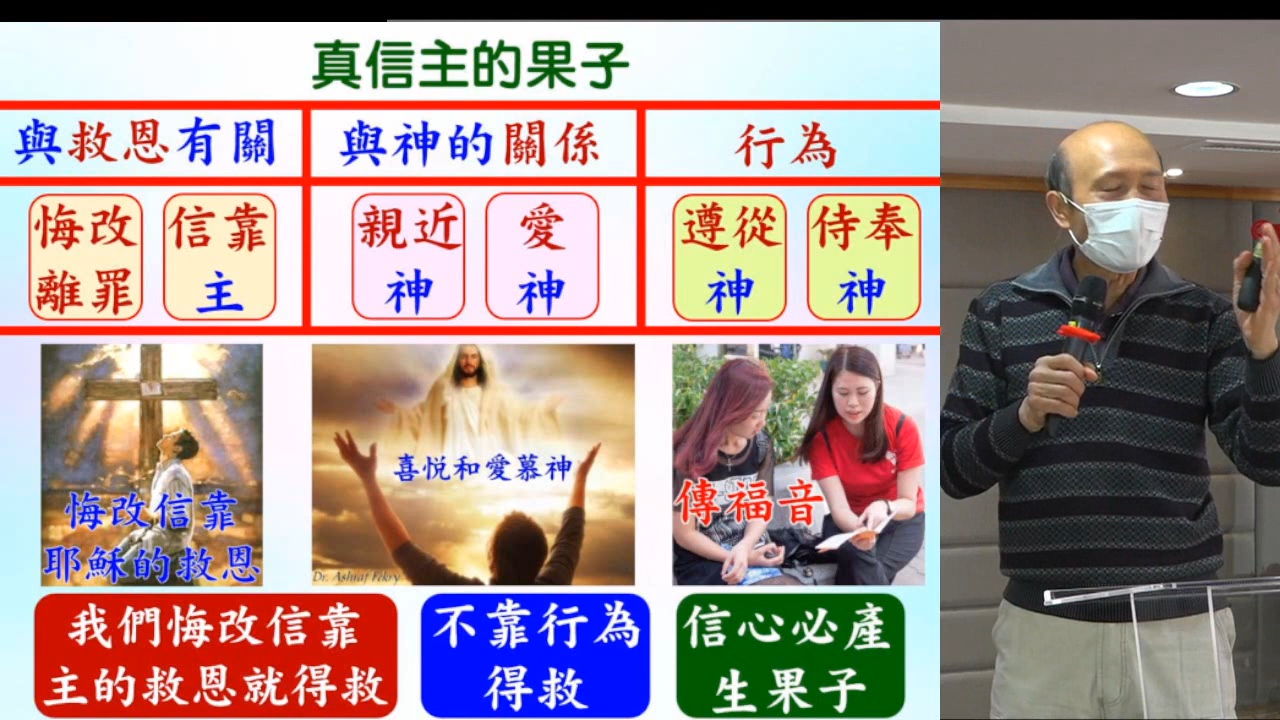 真信主的果子
與救恩有關
與神的關係
行為
悔改
離罪
信靠
主
親近
神
愛
神
遵從
神
侍奉
神
悔改信靠
耶穌的救恩
喜悅和愛慕神
Dr. Ashraf Fekry
傳福音
我們悔改信靠
主的救恩就得救
不靠行為
得救
信心必產
生果子